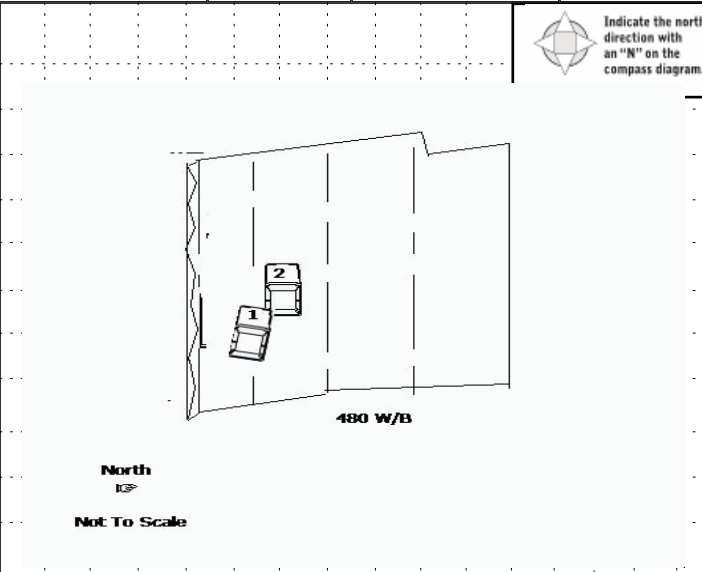 Indicate the north
direction with
an “N” on the
compass diagram.
2
1
480 W/B
North
Not To Scale